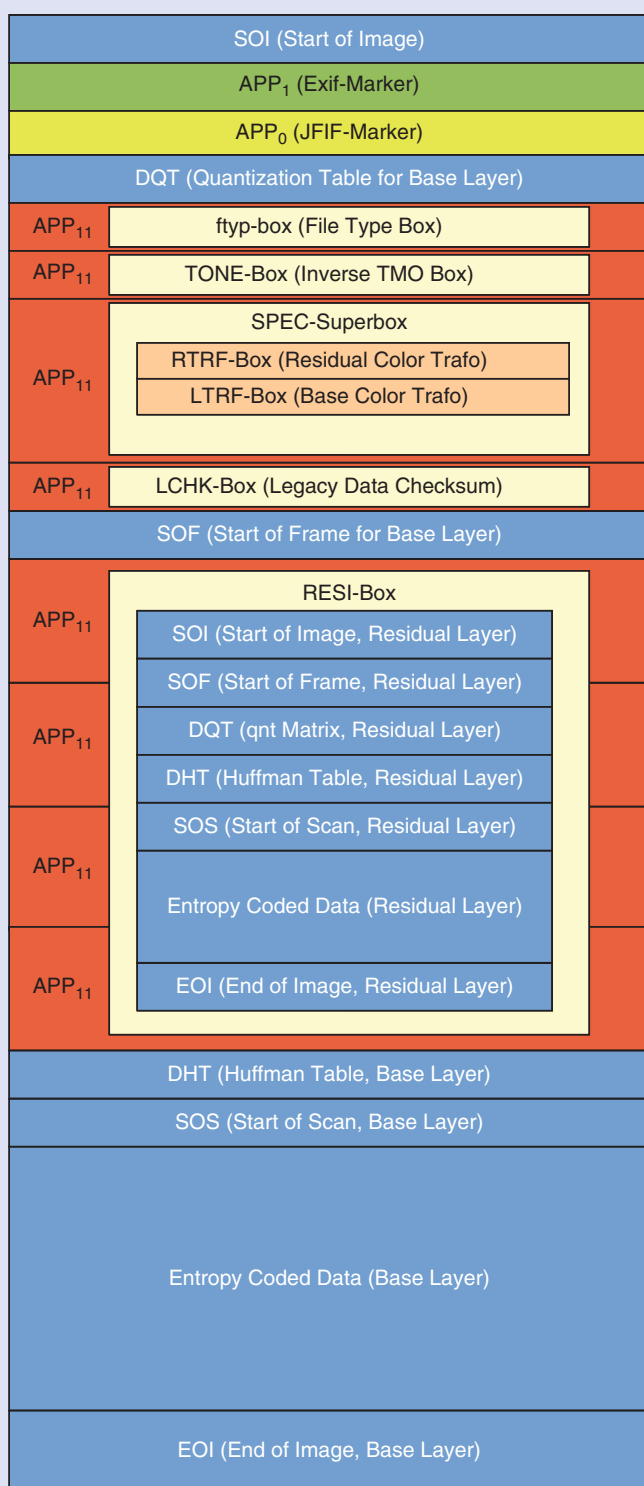 SOI (Start of Image)
APP₁ (Exif-Marker)
APP₀ (JFIF-Marker)
DQT (Quantization Table for Base Layer)
APP₁₁ ftyp-box (File Type Box)
APP₁₁ TONE-Box (Inverse TMO Box)
SPEC-Superbox
RTRF-Box (Residual Color Trafo)
APP₁₁
LTRF-Box (Base Color Trafo)
APP₁₁ LCHK-Box (Legacy Data Checksum)
SOF (Start of Frame for Base Layer)
RESI-Box
APP₁₁
SOI (Start of Image, Residual Layer)
SOF (Start of Frame, Residual Layer)
APP₁₁
DQT (qnt Matrix, Residual Layer)
DHT (Huffman Table, Residual Layer)
SOS (Start of Scan, Residual Layer)
APP₁₁
Entropy Coded Data (Residual Layer)
APP₁₁
EOI (End of Image, Residual Layer)
DHT (Huffman Table, Base Layer)
SOS (Start of Scan, Base Layer)
Entropy Coded Data (Base Layer)
EOI (End of Image, Base Layer)